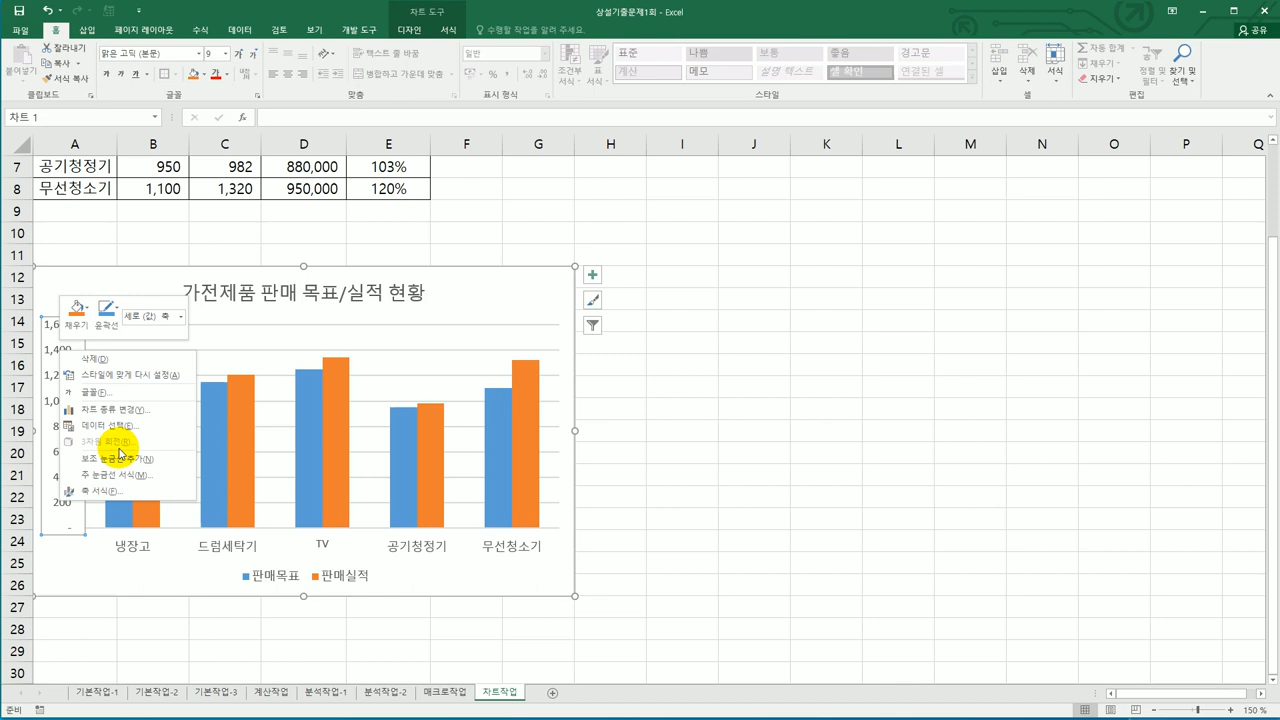 상설기출문제1회 - Excel
차트 도구
파일 홈 삽입 페이지 레이아웃 수식 데이터 검토 보기 개발 도구 디자인 서식 수행할 작업을 알려 주세요. 공유
잘라내기
복사
서식
붙여넣기
클립보드
맑은 고딕 (본문) 9
가 가 가
글꼴
텍스트 줄 바꿈
병합하고 가운데 맞춤
맞춤
일반
표시 형식
조건부 서식
표 서식
표준 나쁨 보통 좋음 경고문
계산 메모 설명 텍스트 셀 확인 연결된 셀
스타일
삽입 삭제 서식
셀
자동 합계
채우기
지우기
정렬 및 필터
찾기 및 선택
편집
차트 1
fx
A B C D E F G H I J K L M N O P Q
7 공기청정기 950 982 880,000 103%
8 무선청소기 1,100 1,320 950,000 120%
9
10
11
12
13
14
15
16
17
18
19
20
21
22
23
24
25
26
27
28
29
30
가전제품 판매 목표/실적 현황
채우기 윤곽선 세로 (값) 축
삭제(D)
스타일에 맞게 다시 설정(A)
글꼴(F)...
차트 종류 변경(Y)...
데이터 선택(E)...
3차원 회전(R)...
보조 눈금선 추가(N)
주 눈금선 서식(M)...
축 서식(F)...
200
-
냉장고 드럼세탁기 TV 공기청정기 무선청소기
판매목표 판매실적
기본작업-1 기본작업-2 기본작업-3 계산작업 분석작업-1 분석작업-2 매크로작업 차트작업
준비
150 %